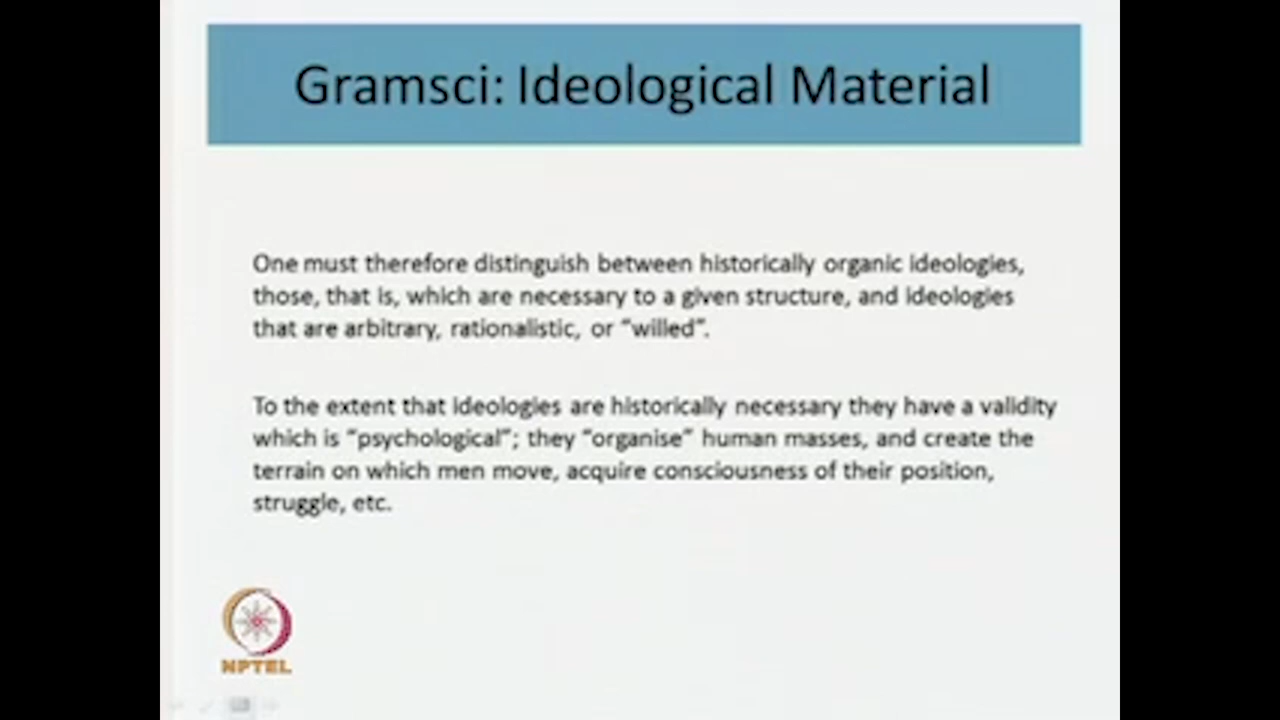 Gramsci: Ideological Material
One must therefore distinguish between historically organic ideologies,
those, that is, which are necessary to a given structure, and ideologies
that are arbitrary, rationalistic, or “willed”.
To the extent that ideologies are historically necessary they have a validity
which is “psychological”; they “organise” human masses, and create the
terrain on which men move, acquire consciousness of their position,
struggle, etc.
NPTEL